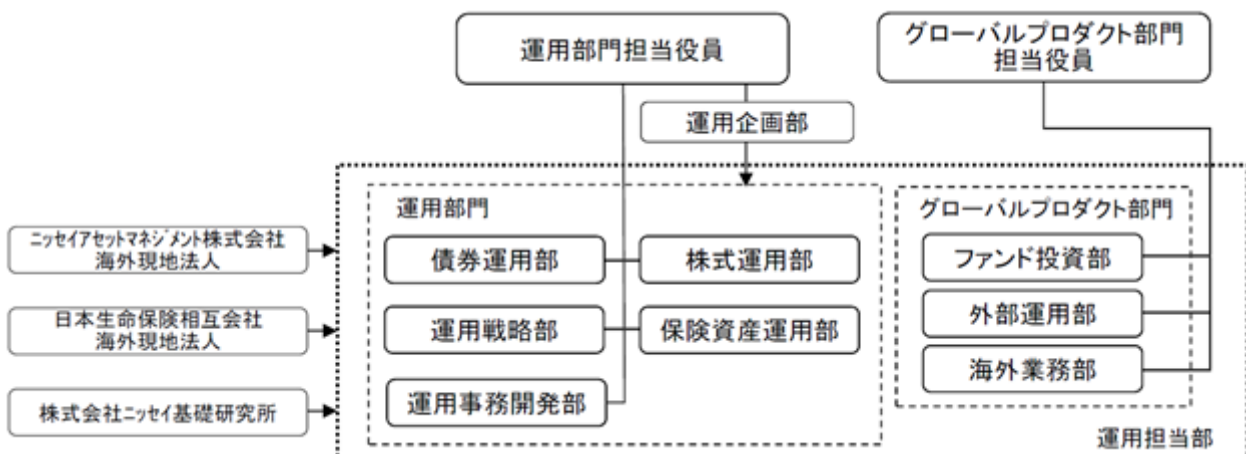 運用部門担当役員
グローバルプロダクト部門
担当役員
運用企画部
運用部門
グローバルプロダクト部門
ニッセイアセットマネジメント株式会社
海外現地法人
債券運用部
株式運用部
ファンド投資部
日本生命保険相互会社
海外現地法人
運用戦略部
保険資産運用部
外部運用部
海外業務部
株式会社ニッセイ基礎研究所
運用事務開発部
運用担当部